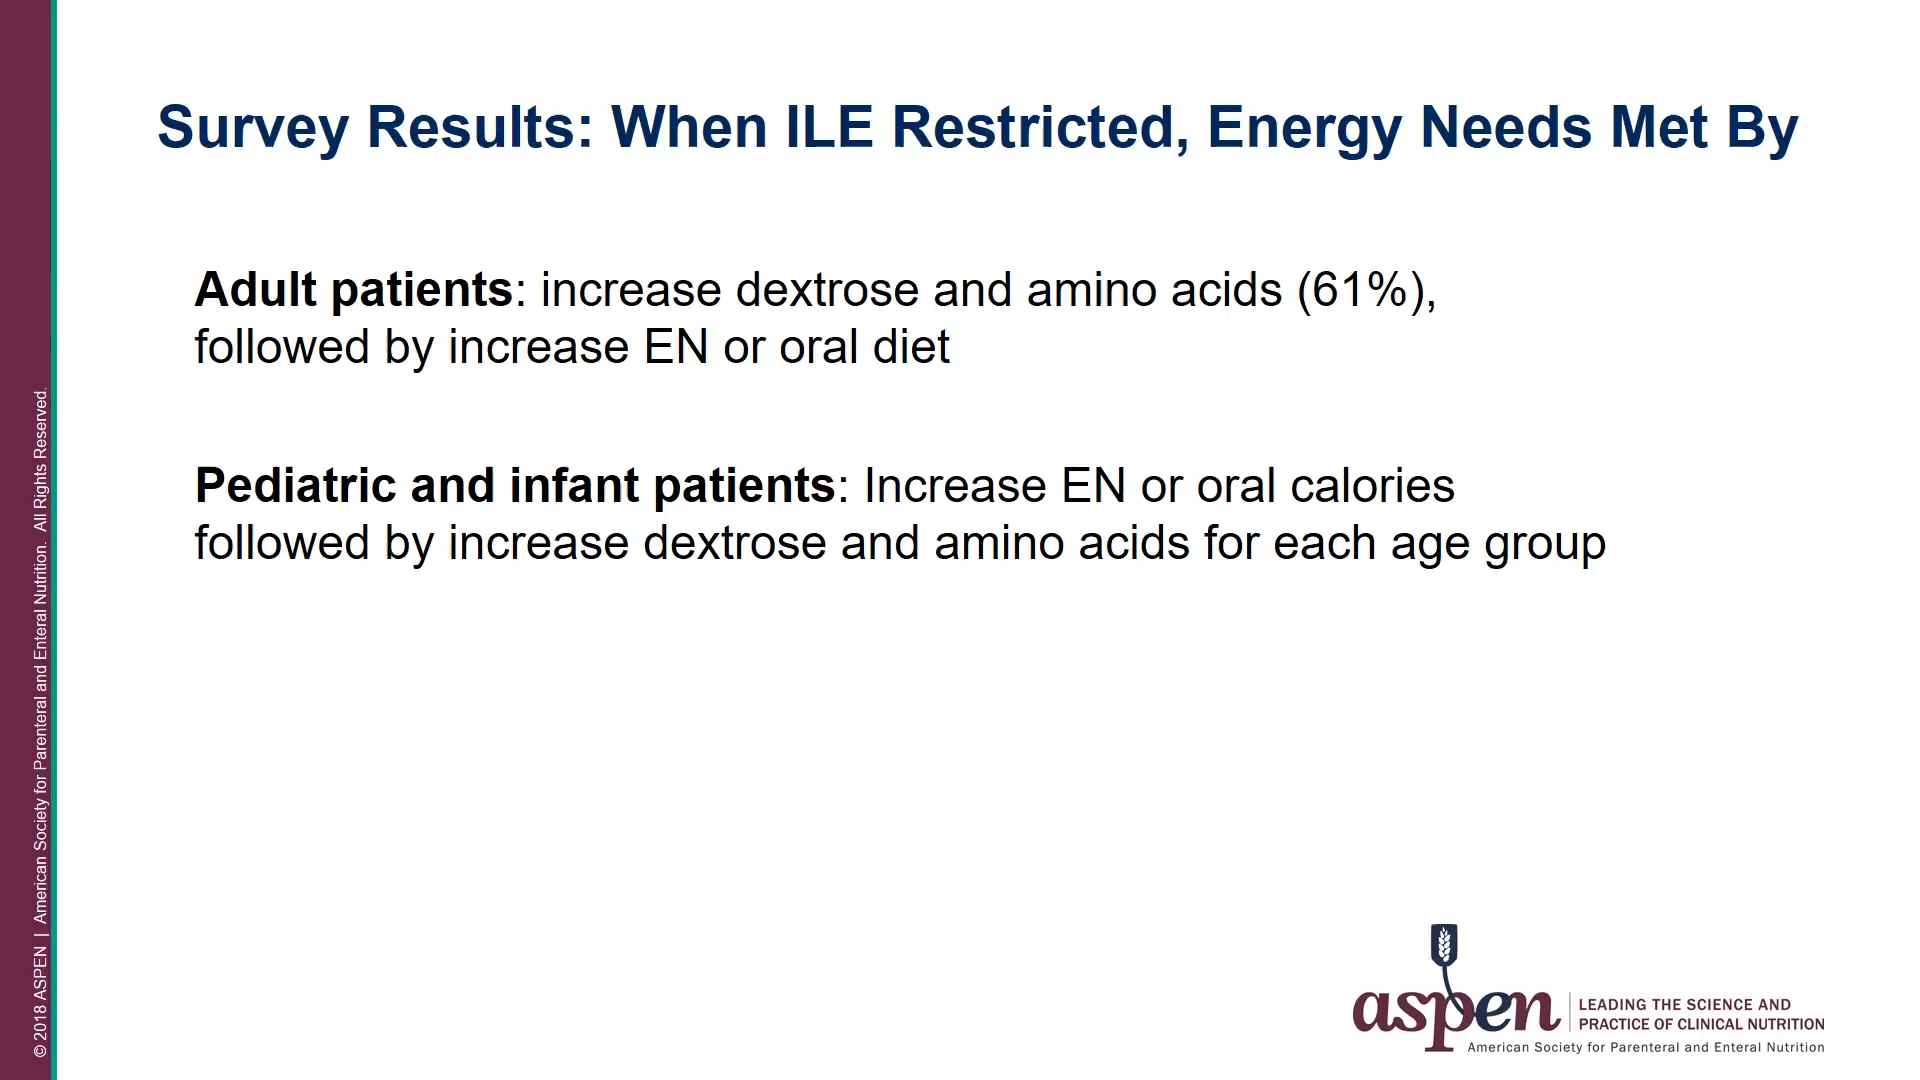 Survey Results: When ILE Restricted, Energy Needs Met By
Adult patients: increase dextrose and amino acids (61%),
followed by increase EN or oral diet
Pediatric and infant patients: Increase EN or oral calories
followed by increase dextrose and amino acids for each age group
© 2018 ASPEN | American Society for Parenteral and Enteral Nutrition. All Rights Reserved.
aspen
LEADING THE SCIENCE AND
PRACTICE OF CLINICAL NUTRITION
American Society for Parenteral and Enteral Nutrition